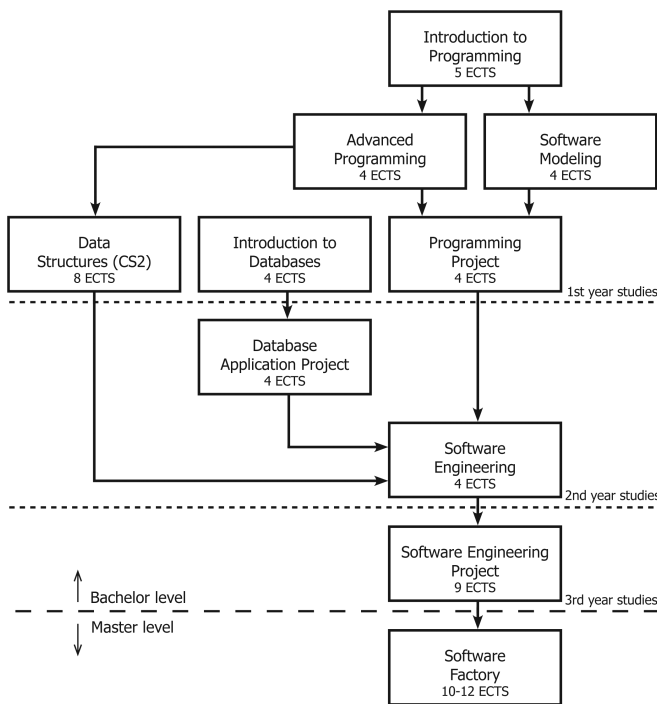 Introduction to
Programming
5 ECTS
Advanced
Programming
4 ECTS
Software
Modeling
4 ECTS
Data
Structures (CS2)
8 ECTS
Introduction to
Databases
4 ECTS
Programming
Project
4 ECTS
1st year studies
Database
Application Project
4 ECTS
Software
Engineering
4 ECTS
2nd year studies
Software Engineering
Project
9 ECTS
Bachelor level
3rd year studies
Master level
Software
Factory
10-12 ECTS